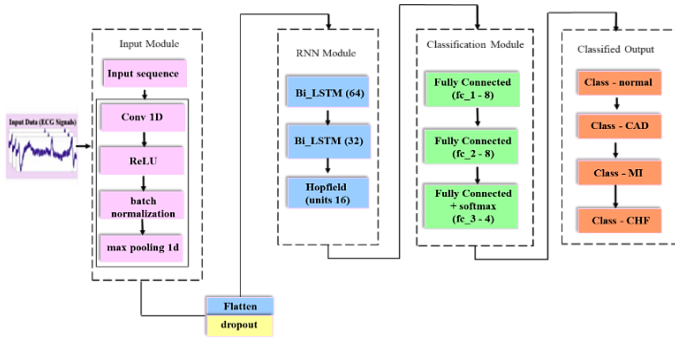 Input Data (ECG Signals)
Input Module
Input sequence
Conv 1D
ReLU
batch
normalization
max pooling 1d
Flatten
dropout
RNN Module
Bi_LSTM (64)
Bi_LSTM (32)
Hopfield
(units 16)
Classification Module
Fully Connected
(fc_1 - 8)
Fully Connected
(fc_2 - 8)
Fully Connected
+ softmax
(fc_3 - 4)
Classified Output
Class - normal
Class - CAD
Class - MI
Class - CHF